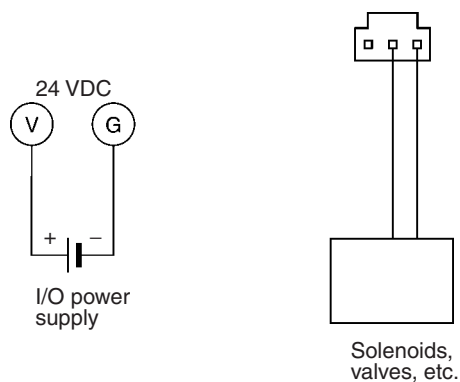 24 VDC
V
G
+
–
I/O power
supply
Solenoids,
valves, etc.